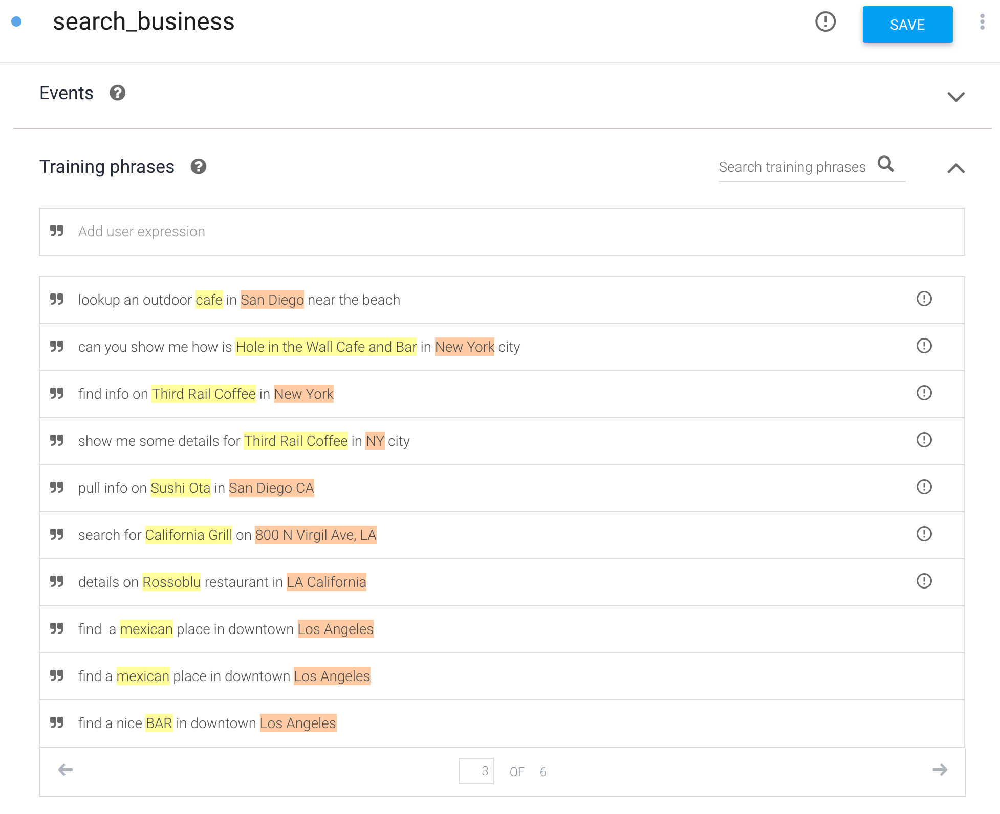 search_business
SAVE
Events
Training phrases
Search training phrases
Add user expression
lookup an outdoor cafe in San Diego near the beach
can you show me how is Hole in the Wall Cafe and Bar in New York city
find info on Third Rail Coffee in New York
show me some details for Third Rail Coffee in NY city
pull info on Sushi Ota in San Diego CA
search for California Grill on 800 N Virgil Ave, LA
details on Rossoblu restaurant in LA California
find  a mexican place in downtown Los Angeles
find a mexican place in downtown Los Angeles
find a nice BAR in downtown Los Angeles
3 OF 6